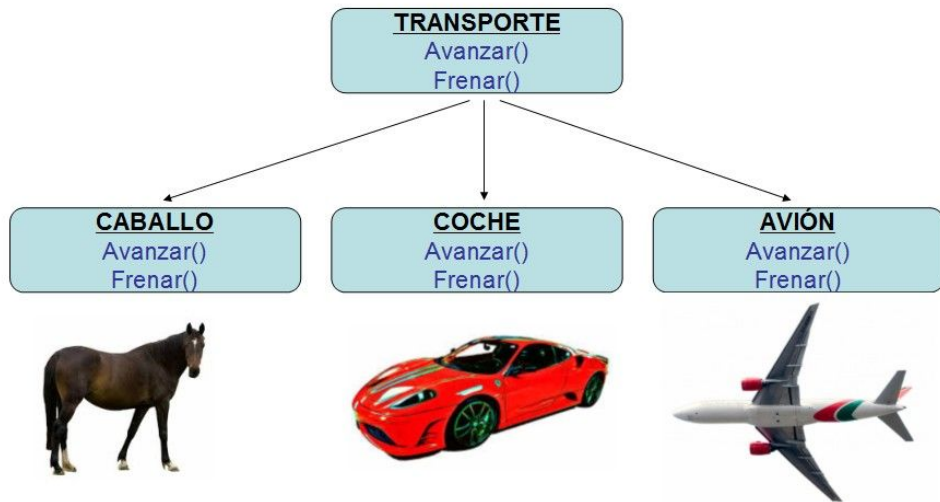 TRANSPORTE
Avanzar()
Frenar()
CABALLO
Avanzar()
Frenar()
COCHE
Avanzar()
Frenar()
AVIÓN
Avanzar()
Frenar()